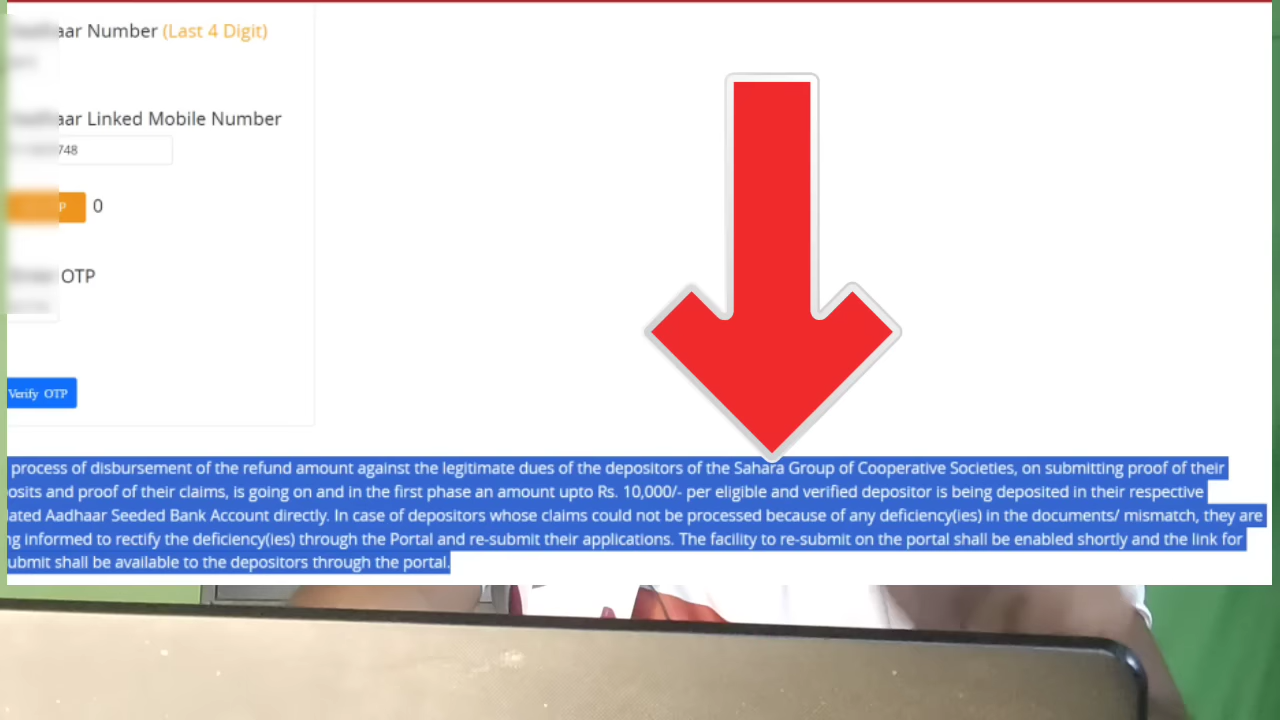 aar Number (Last 4 Digit)
aar Linked Mobile Number
748
P 0
OTP
Verify OTP
process of disbursement of the refund amount against the legitimate dues of the depositors of the Sahara Group of Cooperative Societies, on submitting proof of their
osits and proof of their claims, is going on and in the first phase an amount upto Rs. 10,000/- per eligible and verified depositor is being deposited in their respective
ated Aadhaar Seeded Bank Account directly. In case of depositors whose claims could not be processed because of any deficiency(ies) in the documents/ mismatch, they are
ng informed to rectify the deficiency(ies) through the Portal and re-submit their applications. The facility to re-submit on the portal shall be enabled shortly and the link for
ubmit shall be available to the depositors through the portal.